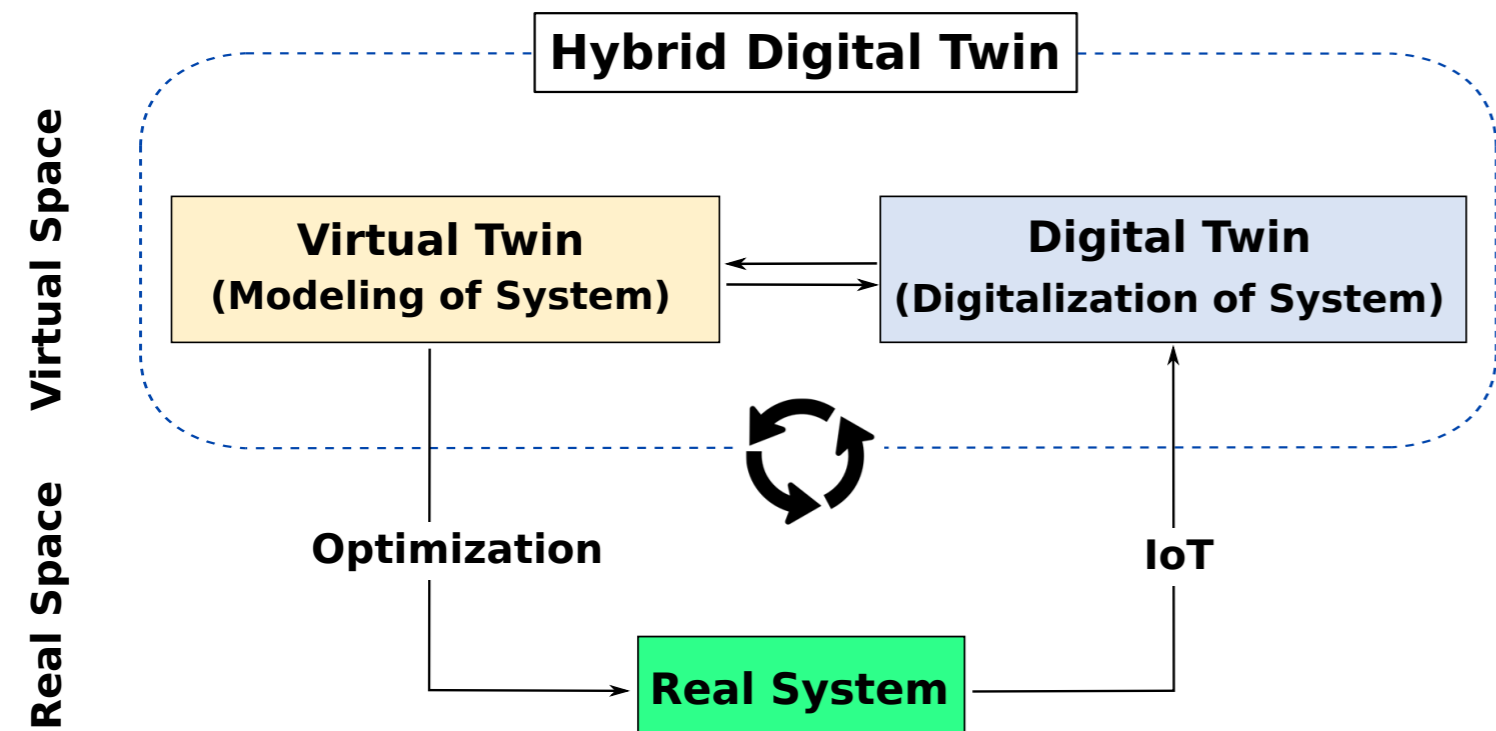 Hybrid Digital Twin
Virtual Space
Virtual Twin
(Modeling of System)
Digital Twin
(Digitalization of System)
Real Space
Optimization
IoT
Real System